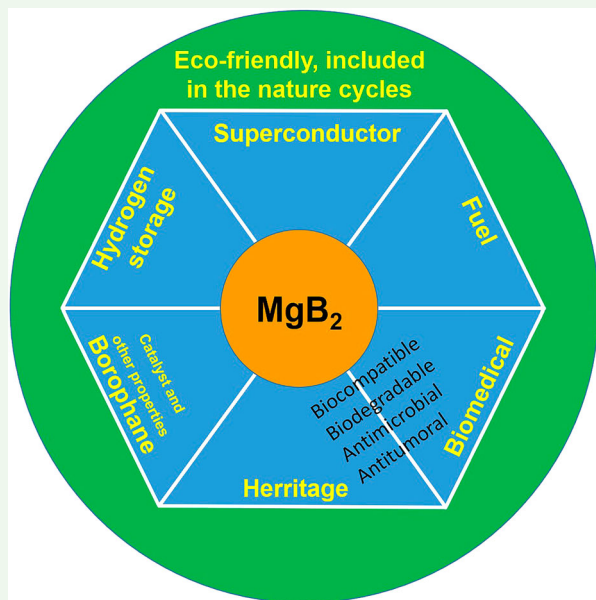 Eco-friendly, included
in the nature cycles
Superconductor
Hydrogen
storage
Fuel
MgB₂
Catalyst and
other properties
Borophane
Biocompatible
Biodegradable
Antimicrobial
Antitumoral
Biomedical
Herritage